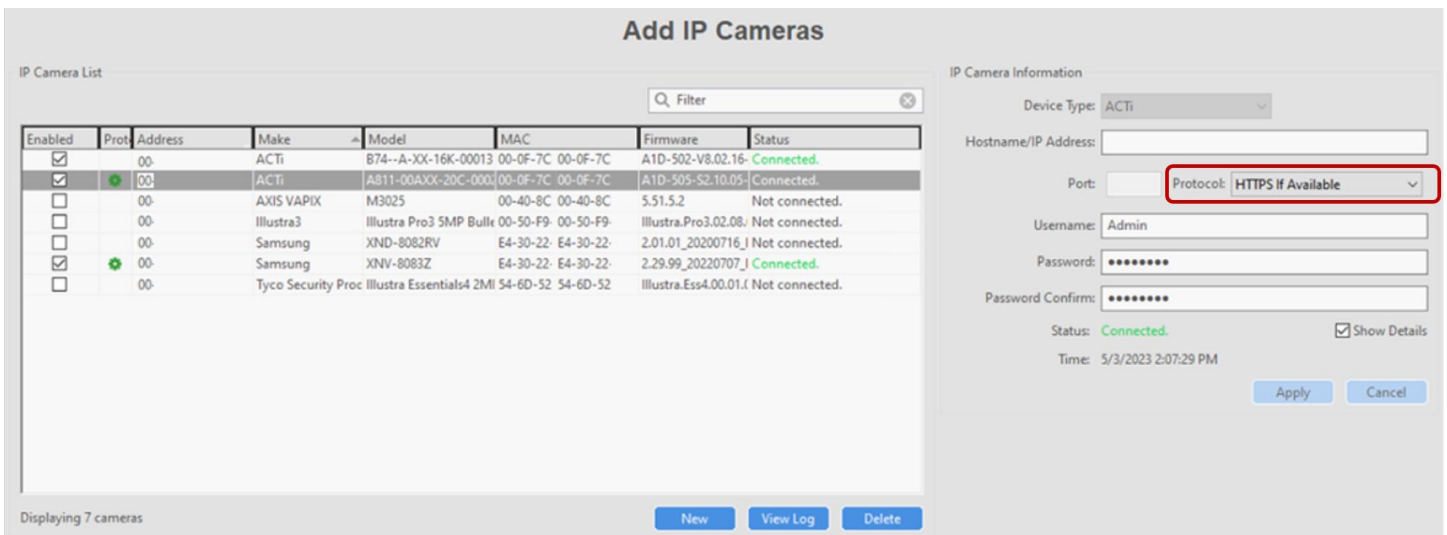 Add IP Cameras
IP Camera List
Filter
Enabled Prot Address Make Model MAC Firmware Status
00- ACTi B74--A-XX-16K-00013 00-0F-7C 00-0F-7C A1D-502-V8.02.16- Connected.
00- ACTi A811-00AXX-20C-000 00-0F-7C 00-0F-7C A1D-505-S2.10.05- Connected.
00- AXIS VAPIX M3025 00-40-8C 00-40-8C 5.51.5.2 Not connected.
00- Illustra3 Illustra Pro3 5MP Bulle 00-50-F9- 00-50-F9- Illustra.Pro3.02.08. Not connected.
00- Samsung XND-8082RV E4-30-22- E4-30-22- 2.01.01_20200716_ Not connected.
00- Samsung XNV-8083Z E4-30-22- E4-30-22- 2.29.99_20220707_ Connected.
00- Tyco Security Proc Illustra Essentials4 2M 54-6D-52 54-6D-52 Illustra.Ess4.00.01. Not connected.
Displaying 7 cameras
New View Log Delete
IP Camera Information
Device Type: ACTi
Hostname/IP Address:
Port: Protocol: HTTPS If Available
Username: Admin
Password: ●●●●●●●●
Password Confirm: ●●●●●●●●
Status: Connected. Show Details
Time: 5/3/2023 2:07:29 PM
Apply Cancel